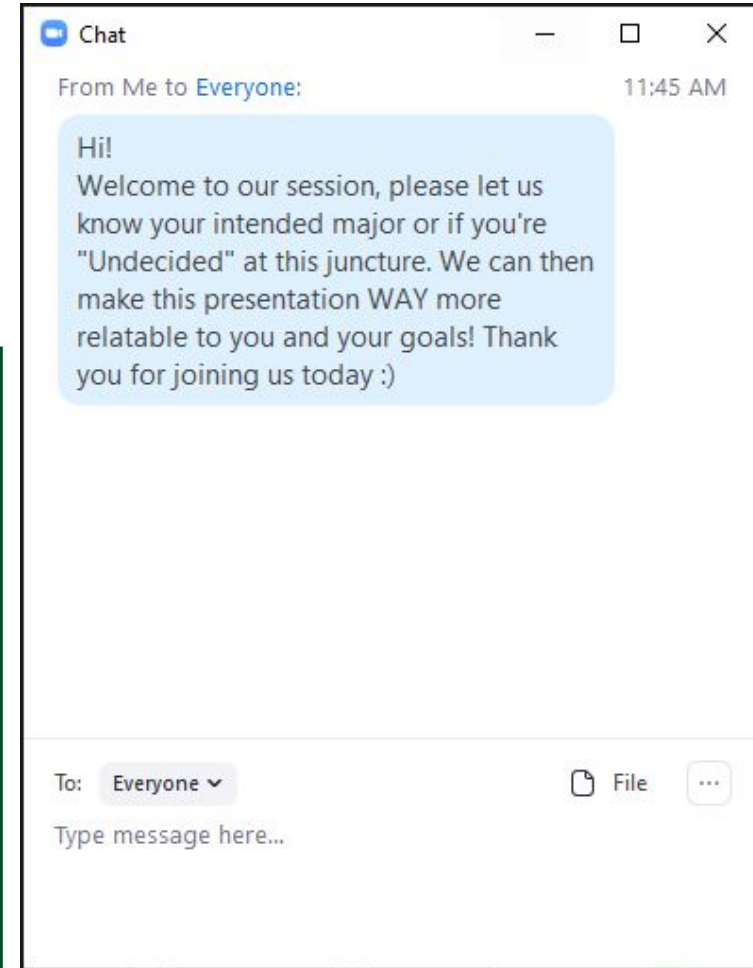 Chat
From Me to Everyone:
11:45 AM
Hi!
Welcome to our session, please let us
know your intended major or if you're
"Undecided" at this juncture. We can then
make this presentation WAY more
relatable to you and your goals! Thank
you for joining us today :)
To: Everyone
File
Type message here...